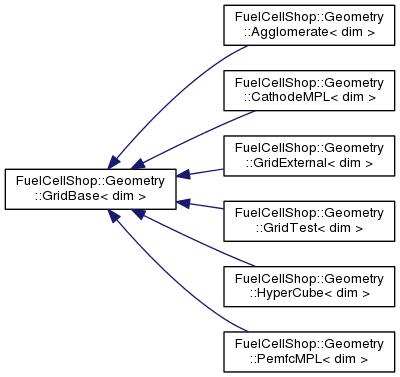 FuelCellShop::Geometry
::Agglomerate< dim >
FuelCellShop::Geometry
::CathodeMPL< dim >
FuelCellShop::Geometry
::GridExternal< dim >
FuelCellShop::Geometry
::GridBase< dim >
FuelCellShop::Geometry
::GridTest< dim >
FuelCellShop::Geometry
::HyperCube< dim >
FuelCellShop::Geometry
::PemfcMPL< dim >